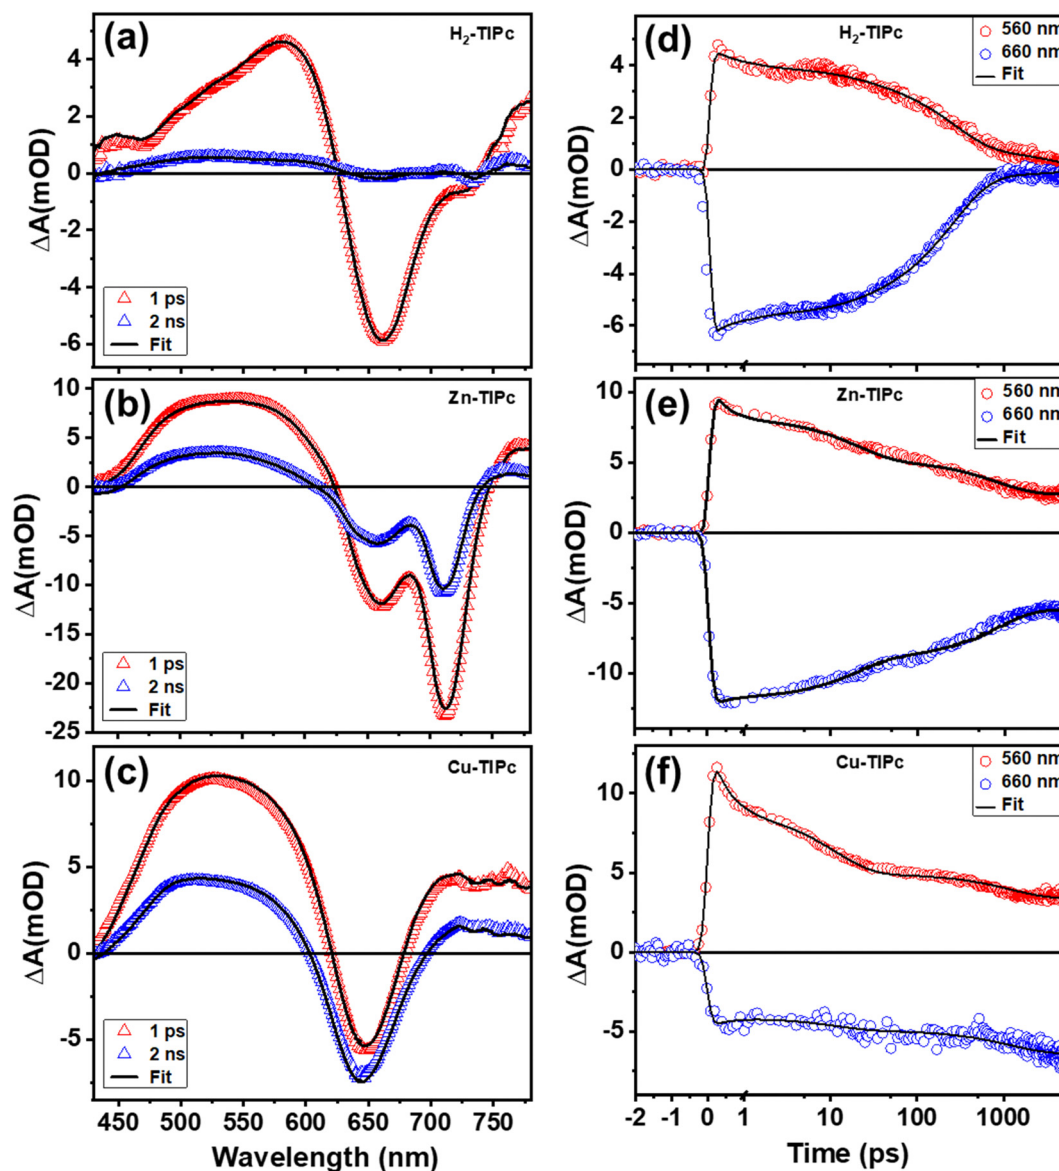 (a)
H₂-TIPc
ΔA(mOD)
4
2
0
-2
-4
-6
1 ps
2 ns
Fit
(d)
H₂-TIPc
560 nm
660 nm
Fit
ΔA(mOD)
4
2
0
-2
-4
-6
(b)
Zn-TIPc
ΔA(mOD)
10
5
0
-5
-10
-15
-20
-25
1 ps
2 ns
Fit
(e)
Zn-TIPc
560 nm
660 nm
Fit
ΔA(mOD)
10
5
0
-5
-10
(c)
Cu-TIPc
ΔA(mOD)
10
5
0
-5
1 ps
2 ns
Fit
450 500 550 600 650 700 750
Wavelength (nm)
(f)
Cu-TIPc
560 nm
660 nm
Fit
ΔA(mOD)
10
5
0
-5
-2 -1 0 1 10 100 1000
Time (ps)